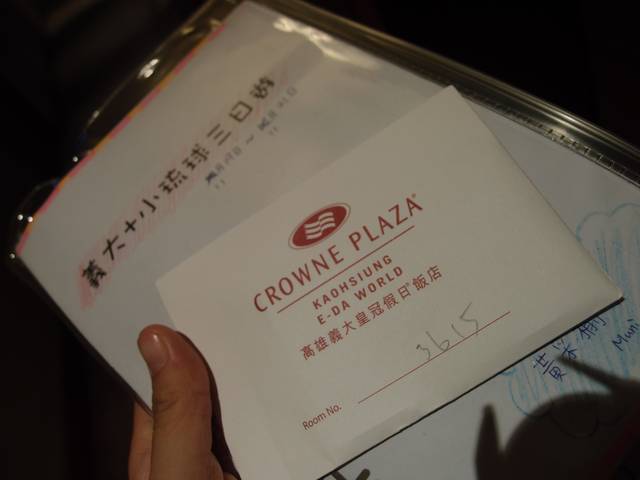 義大+小琉球三日遊
CROWNE PLAZA®
KAOHSIUNG
E-DA WORLD
高雄義大皇冠假日®飯店
3615
Room No.
Muni